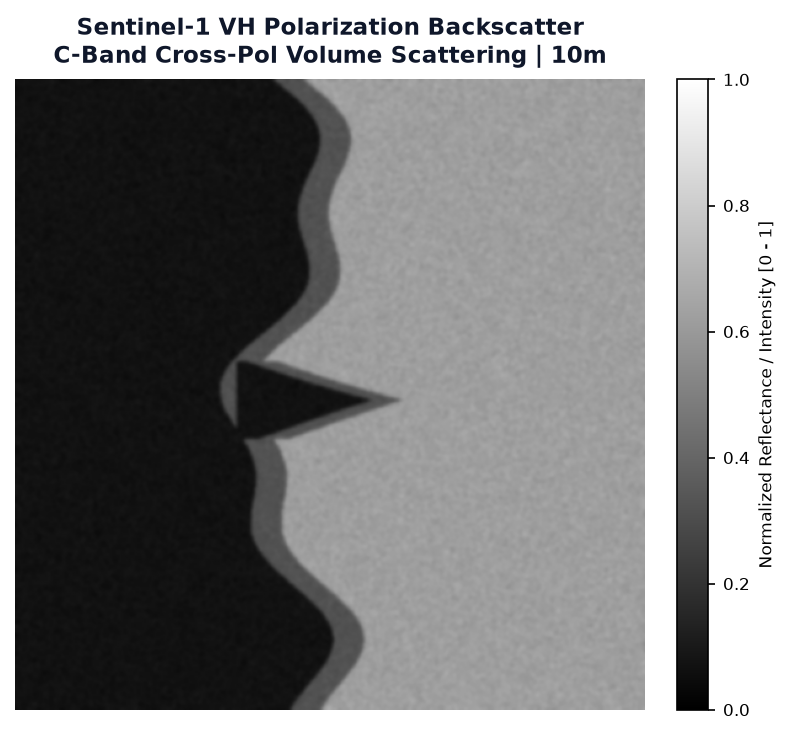 Sentinel-1 VH Polarization Backscatter
C-Band Cross-Pol Volume Scattering | 10m
1.0
0.8
0.6
0.4
0.2
0.0
Normalized Reflectance / Intensity [0 - 1]